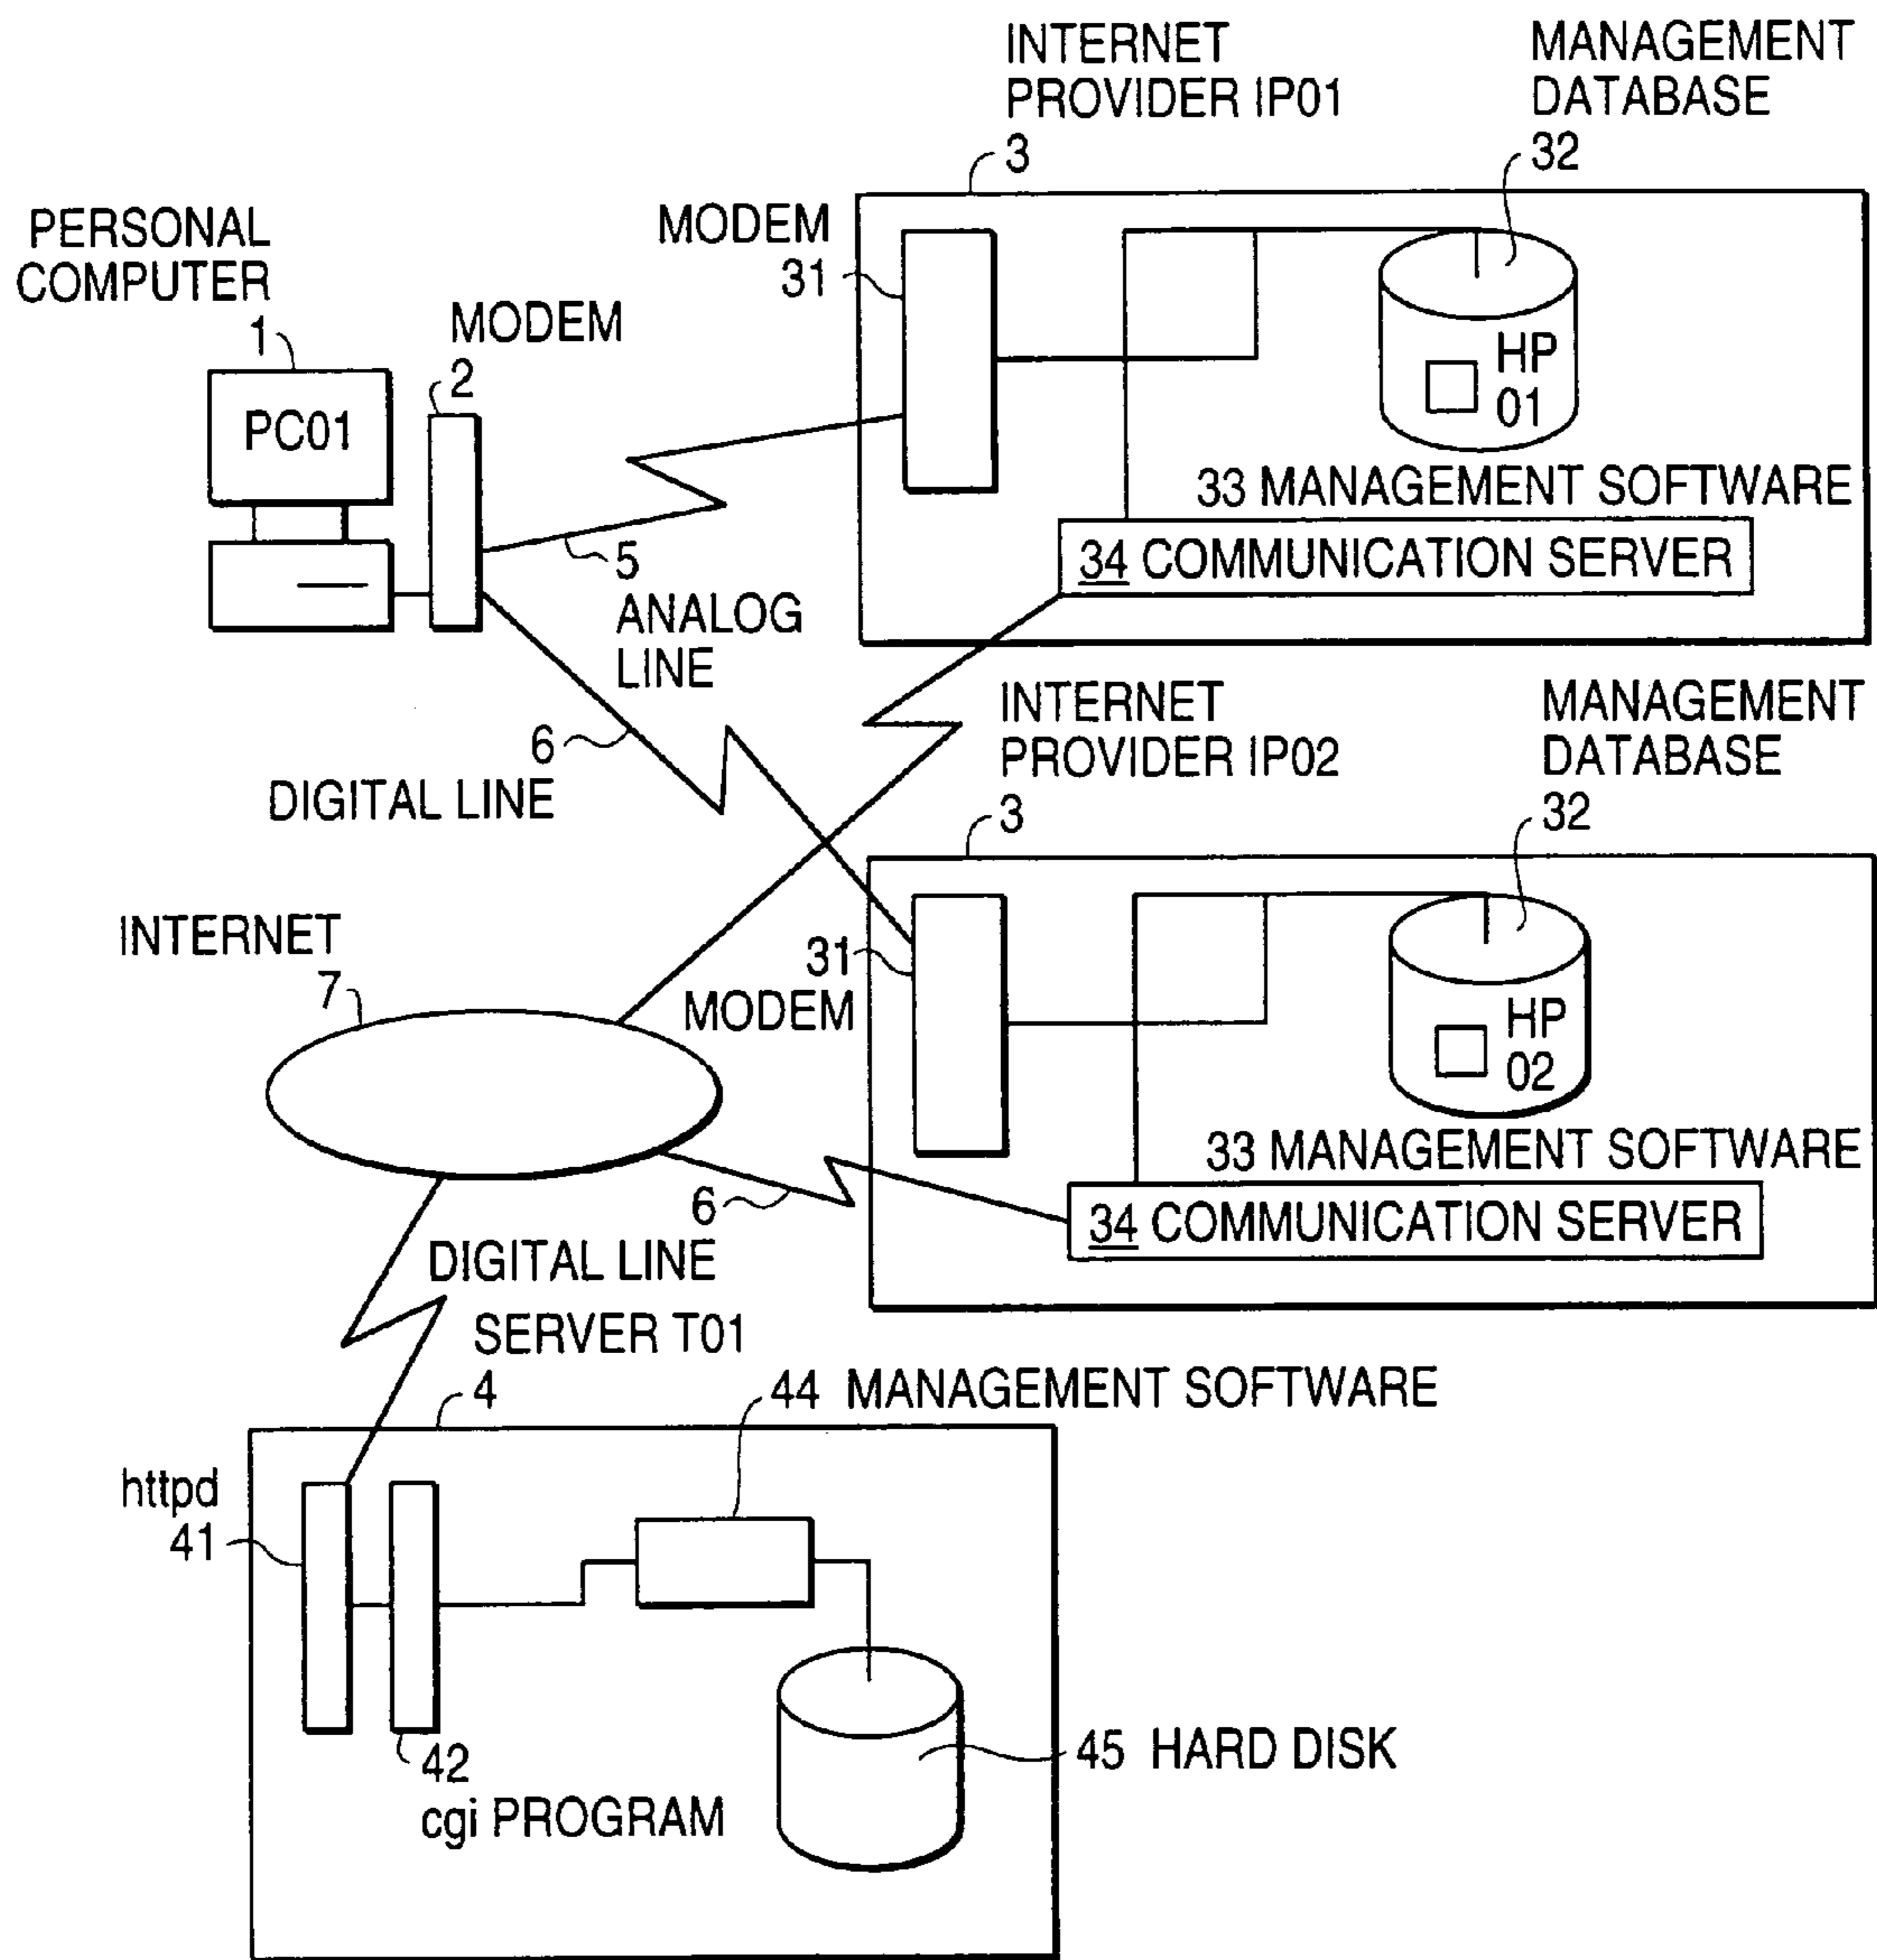 INTERNET
PROVIDER IP01
3
MANAGEMENT
DATABASE
32
PERSONAL
COMPUTER
1
PC01
MODEM
2
MODEM
31
HP
01
33 MANAGEMENT SOFTWARE
34 COMMUNICATION SERVER
5
ANALOG
LINE
6
DIGITAL LINE
INTERNET
PROVIDER IP02
3
MANAGEMENT
DATABASE
32
INTERNET
7
31
MODEM
HP
02
33 MANAGEMENT SOFTWARE
34 COMMUNICATION SERVER
6
DIGITAL LINE
SERVER T01
4
44 MANAGEMENT SOFTWARE
httpd
41
42
cgi PROGRAM
45 HARD DISK